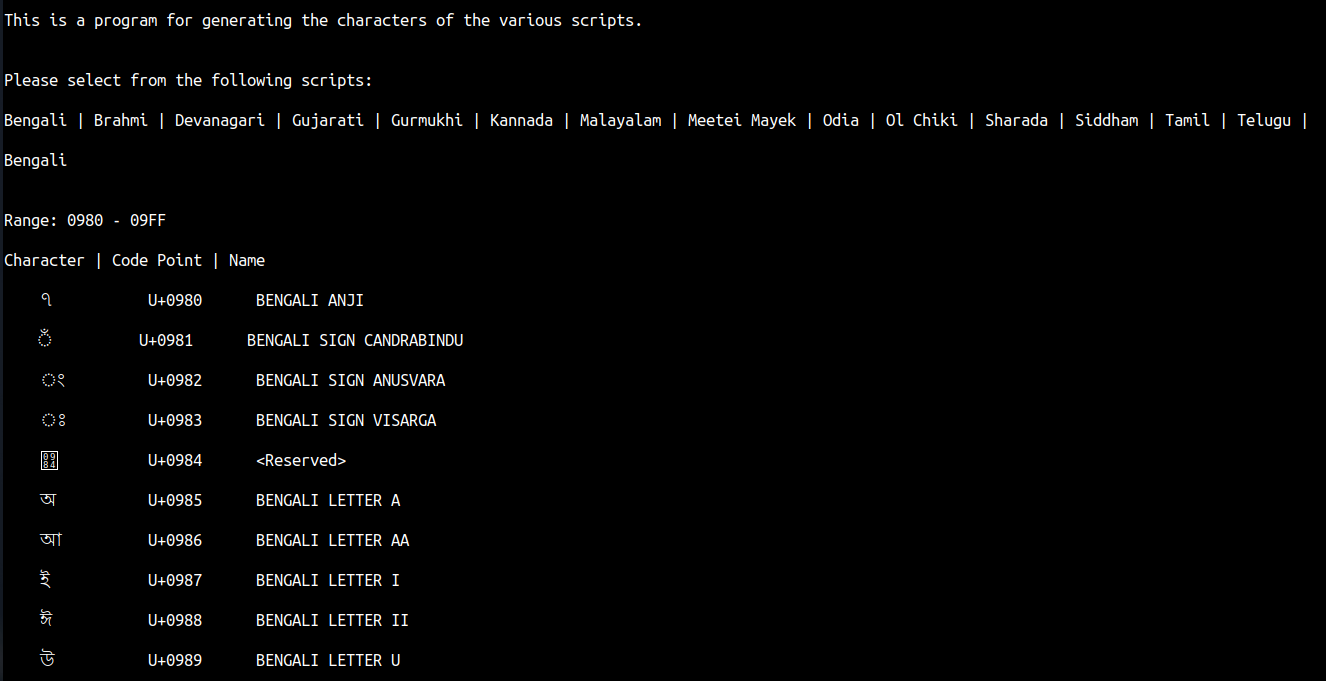 This is a program for generating the characters of the various scripts.
Please select from the following scripts:
Bengali | Brahmi | Devanagari | Gujarati | Gurmukhi | Kannada | Malayalam | Meetei Mayek | Odia | Ol Chiki | Sharada | Siddham | Tamil | Telugu |
Bengali
Range: 0980 - 09FF
Character | Code Point | Name
ঀ U+0980 BENGALI ANJI
ঁ U+0981 BENGALI SIGN CANDRABINDU
ং U+0982 BENGALI SIGN ANUSVARA
ঃ U+0983 BENGALI SIGN VISARGA
0984 U+0984 <Reserved>
অ U+0985 BENGALI LETTER A
আ U+0986 BENGALI LETTER AA
ই U+0987 BENGALI LETTER I
ঈ U+0988 BENGALI LETTER II
উ U+0989 BENGALI LETTER U